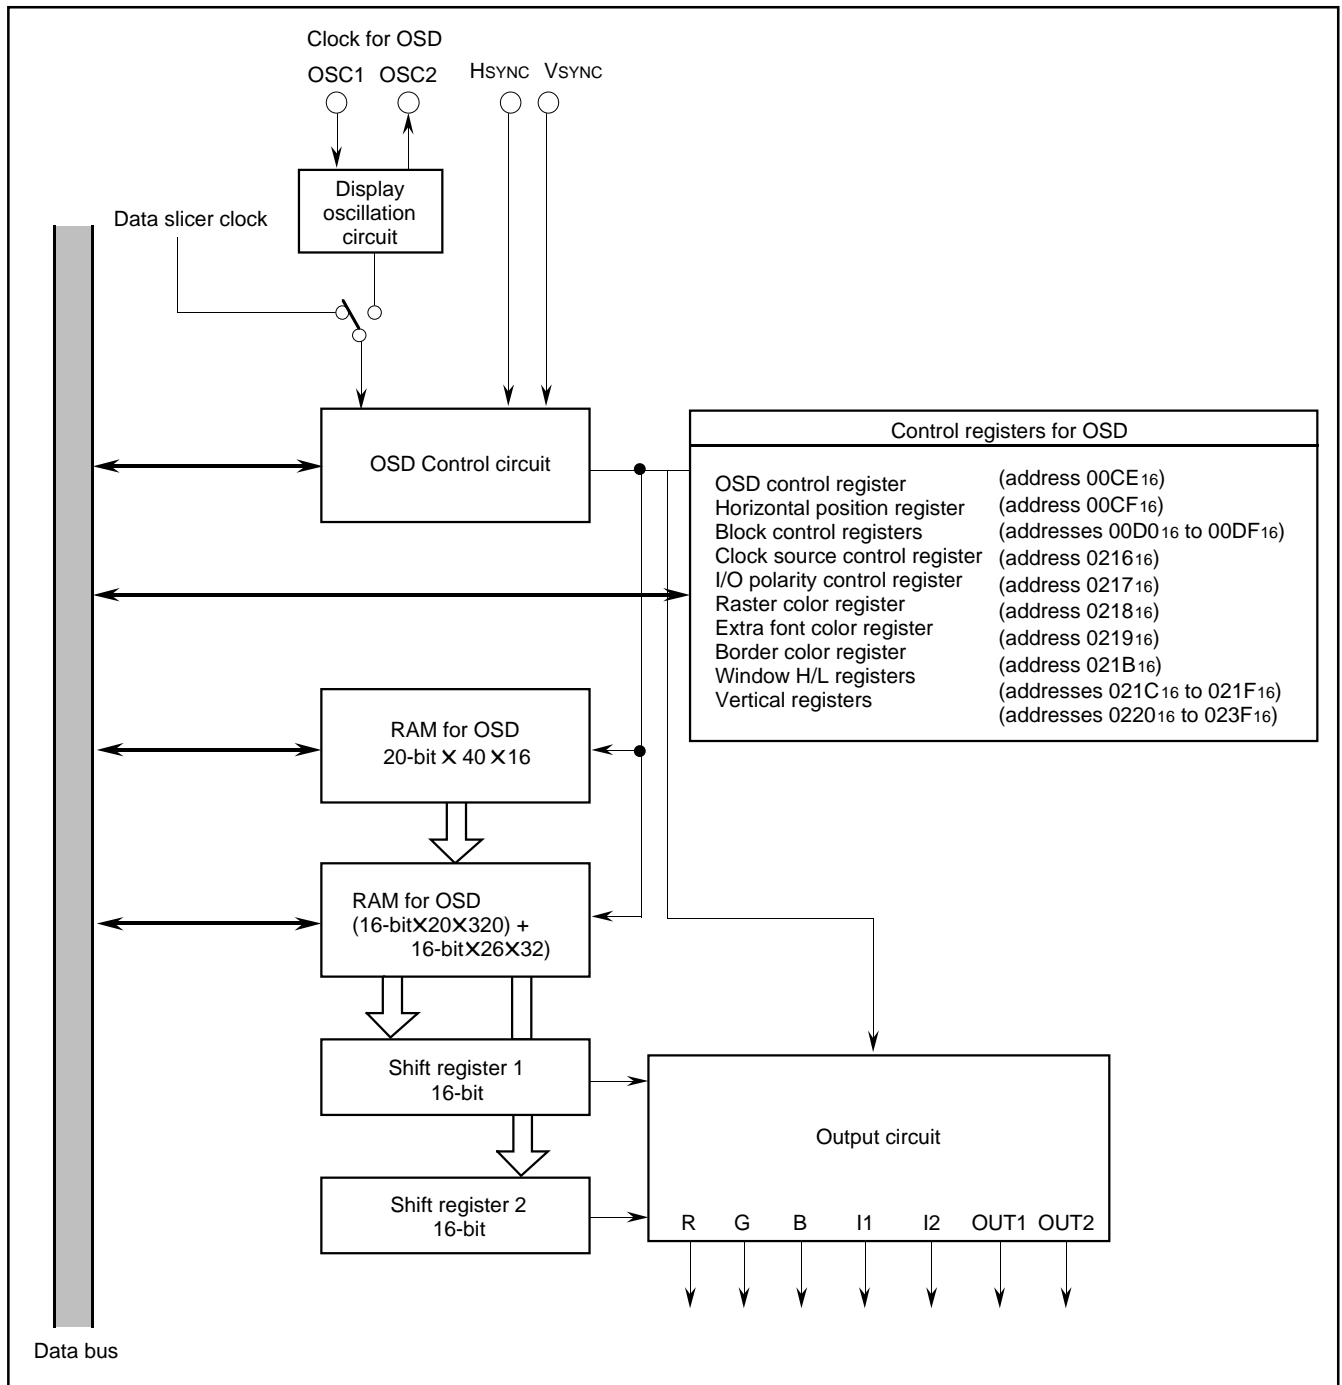 Clock for OSD
OSC1 OSC2 HSYNC VSYNC
Display
oscillation
circuit
Data slicer clock
OSD Control circuit
Control registers for OSD
OSD control register (address 00CE16)
Horizontal position register (address 00CF16)
Block control registers (addresses 00D016 to 00DF16)
Clock source control register (address 021616)
I/O polarity control register (address 021716)
Raster color register (address 021816)
Extra font color register (address 021916)
Border color register (address 021B16)
Window H/L registers (addresses 021C16 to 021F16)
Vertical registers (addresses 022016 to 023F16)
RAM for OSD
20-bit × 40 ×16
RAM for OSD
(16-bit×20×320) +
16-bit×26×32)
Shift register 1
16-bit
Output circuit
Shift register 2
16-bit
R G B I1 I2 OUT1 OUT2
Data bus